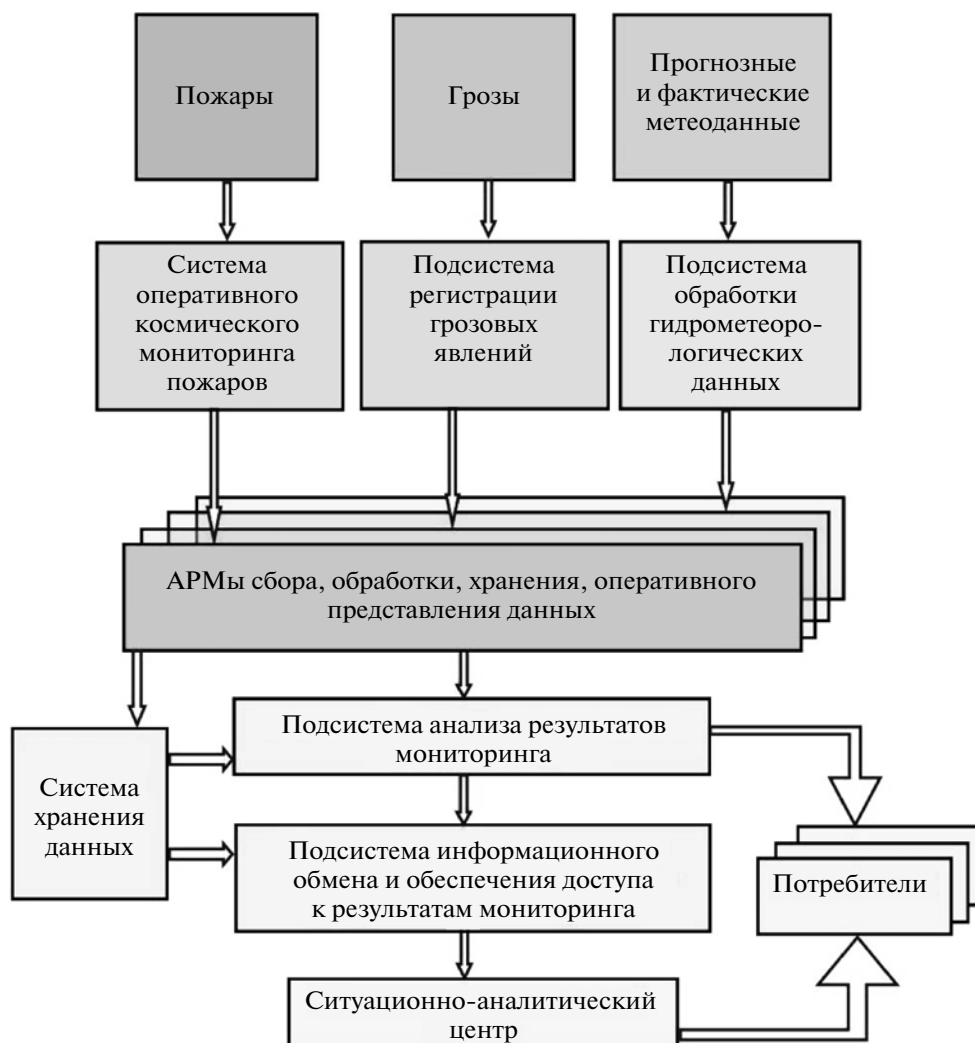 Пожары
Грозы
Прогнозные
и фактические
метеоданные
Система
оперативного
космического
мониторинга
пожаров
Подсистема
регистрации
грозовых
явлений
Подсистема
обработки
гидрометеоро-
логических
данных
АРМы сбора, обработки, хранения, оперативного
представления данных
Подсистема анализа результатов
мониторинга
Система
хранения
данных
Подсистема информационного
обмена и обеспечения доступа
к результатам мониторинга
Потребители
Ситуационно-аналитический
центр